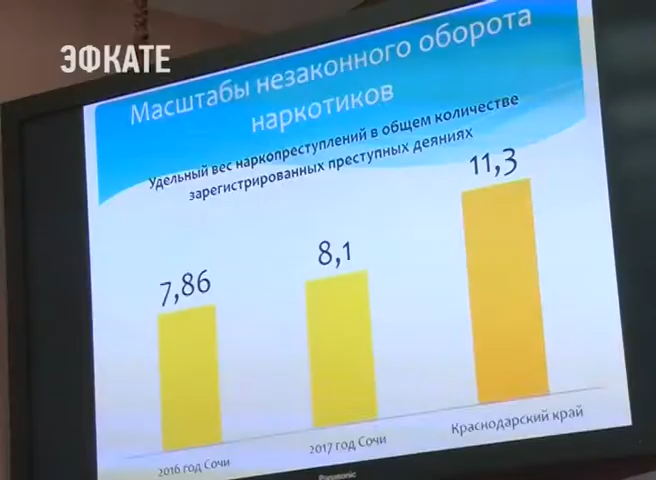 ЭФКАТЕ
Масштабы незаконного оборота
наркотиков
Удельный вес наркопреступлений в общем количестве
зарегистрированных преступных деяниях
11,3
8,1
7,86
2016 год Сочи
2017 год Сочи
Краснодарский край
Panasonic